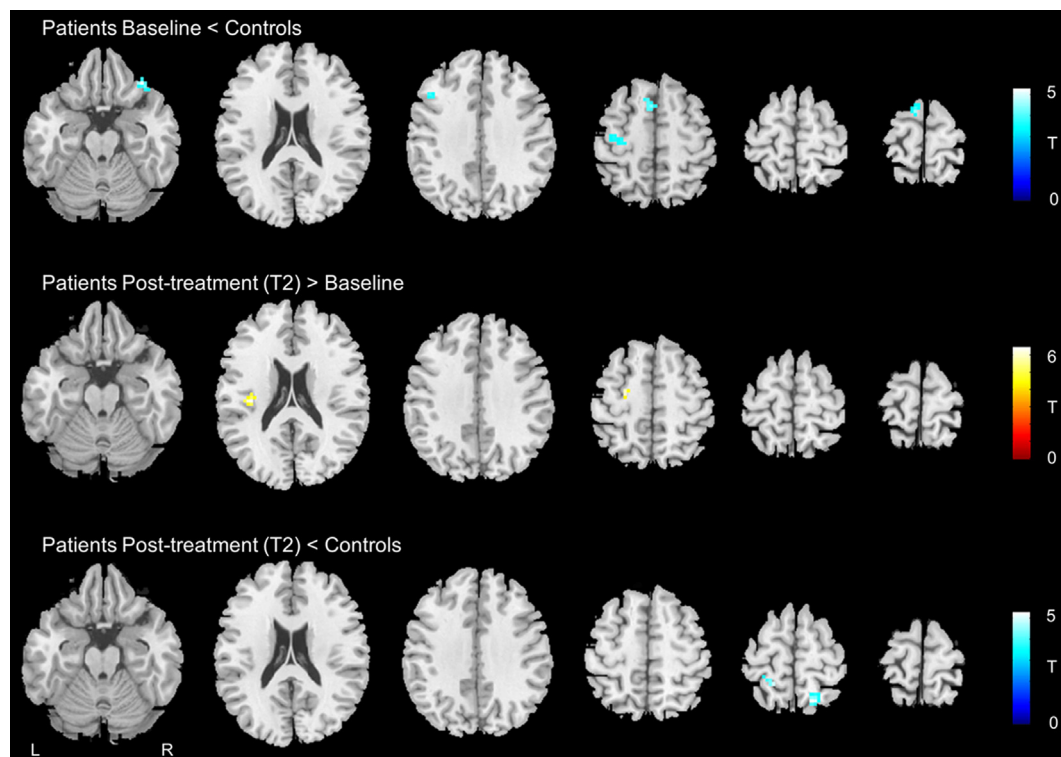 Patients Baseline < Controls
5
T
0
Patients Post-treatment (T2) > Baseline
6
T
0
Patients Post-treatment (T2) < Controls
5
T
0
L R